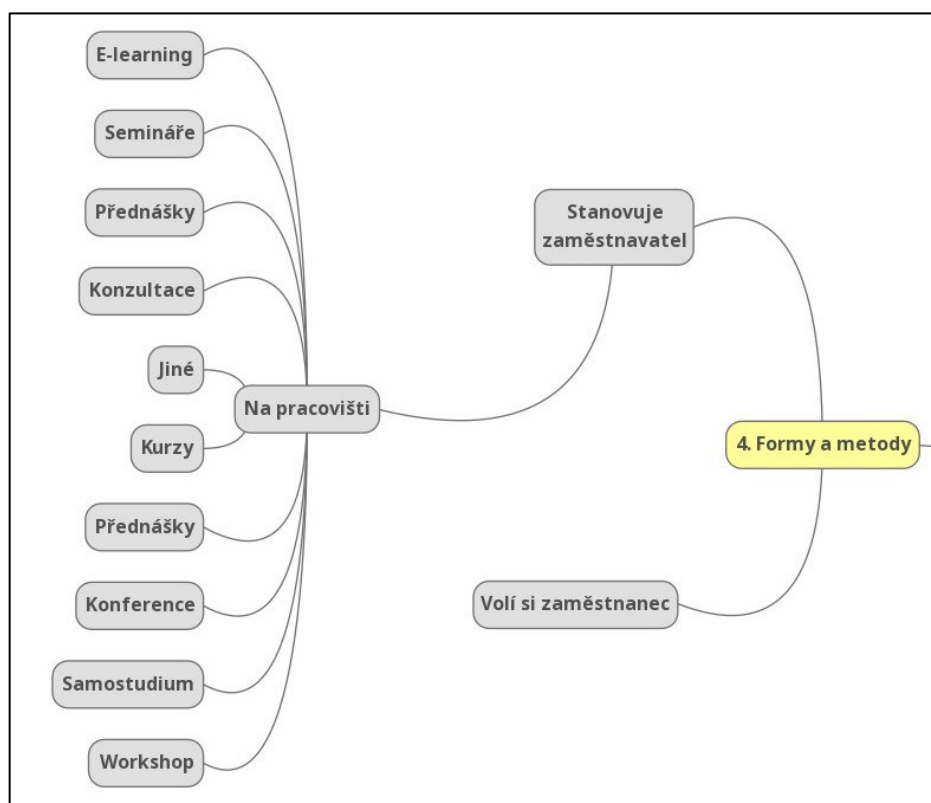 E-learning
Semináře
Přednášky
Konzultace
Jiné
Kurzy
Přednášky
Konference
Samostudium
Workshop
Na pracovišti
Stanovuje
zaměstnavatel
Volí si zaměstnanec
4. Formy a metody